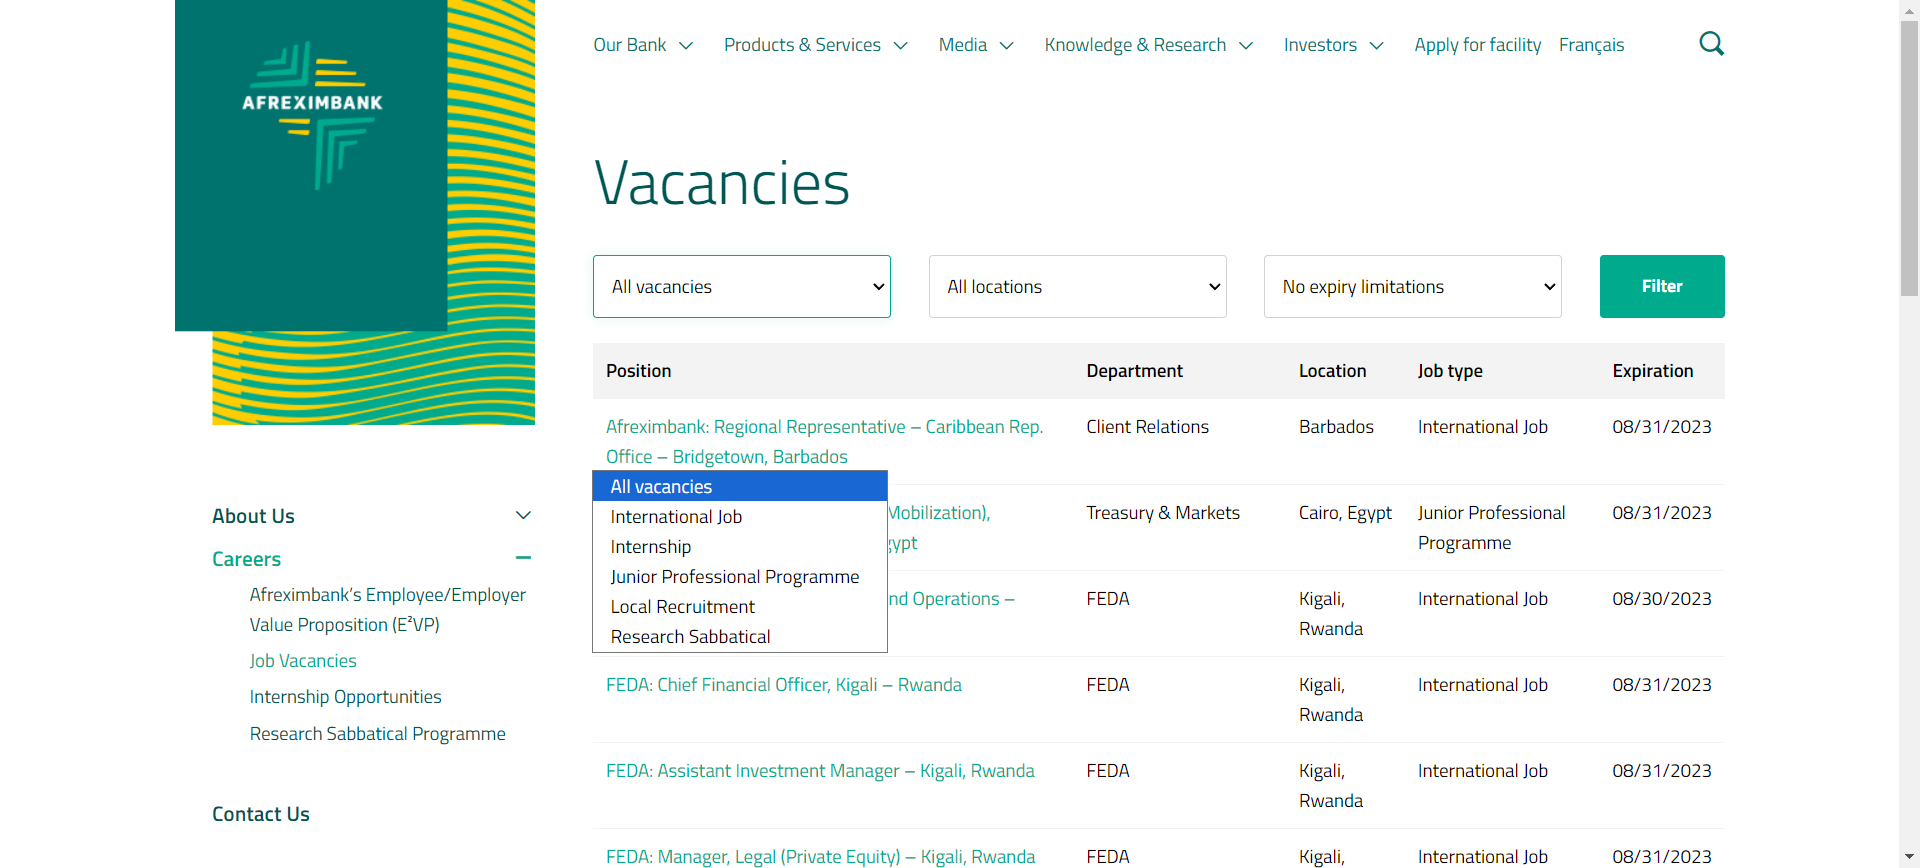 AFREXIMBANK
Our Bank
Products & Services
Media
Knowledge & Research
Investors
Apply for facility
Français
Vacancies
All vacancies
All locations
No expiry limitations
Filter
Position Department Location Job type Expiration
Afreximbank: Regional Representative – Caribbean Rep. Client Relations Barbados International Job 08/31/2023
Office – Bridgetown, Barbados
All vacancies
International Job
Internship
Junior Professional Programme
Local Recruitment
Research Sabbatical
Mobilization), Treasury & Markets Cairo, Egypt Junior Professional 08/31/2023
Programme
Operations – FEDA Kigali, International Job 08/30/2023
Rwanda
FEDA: Chief Financial Officer, Kigali – Rwanda FEDA Kigali, International Job 08/31/2023
Rwanda
FEDA: Assistant Investment Manager – Kigali, Rwanda FEDA Kigali, International Job 08/31/2023
Rwanda
FEDA: Manager, Legal (Private Equity) – Kigali, Rwanda FEDA Kigali, International Job 08/31/2023
About Us
Careers
Afreximbank's Employee/Employer
Value Proposition (E²VP)
Job Vacancies
Internship Opportunities
Research Sabbatical Programme
Contact Us